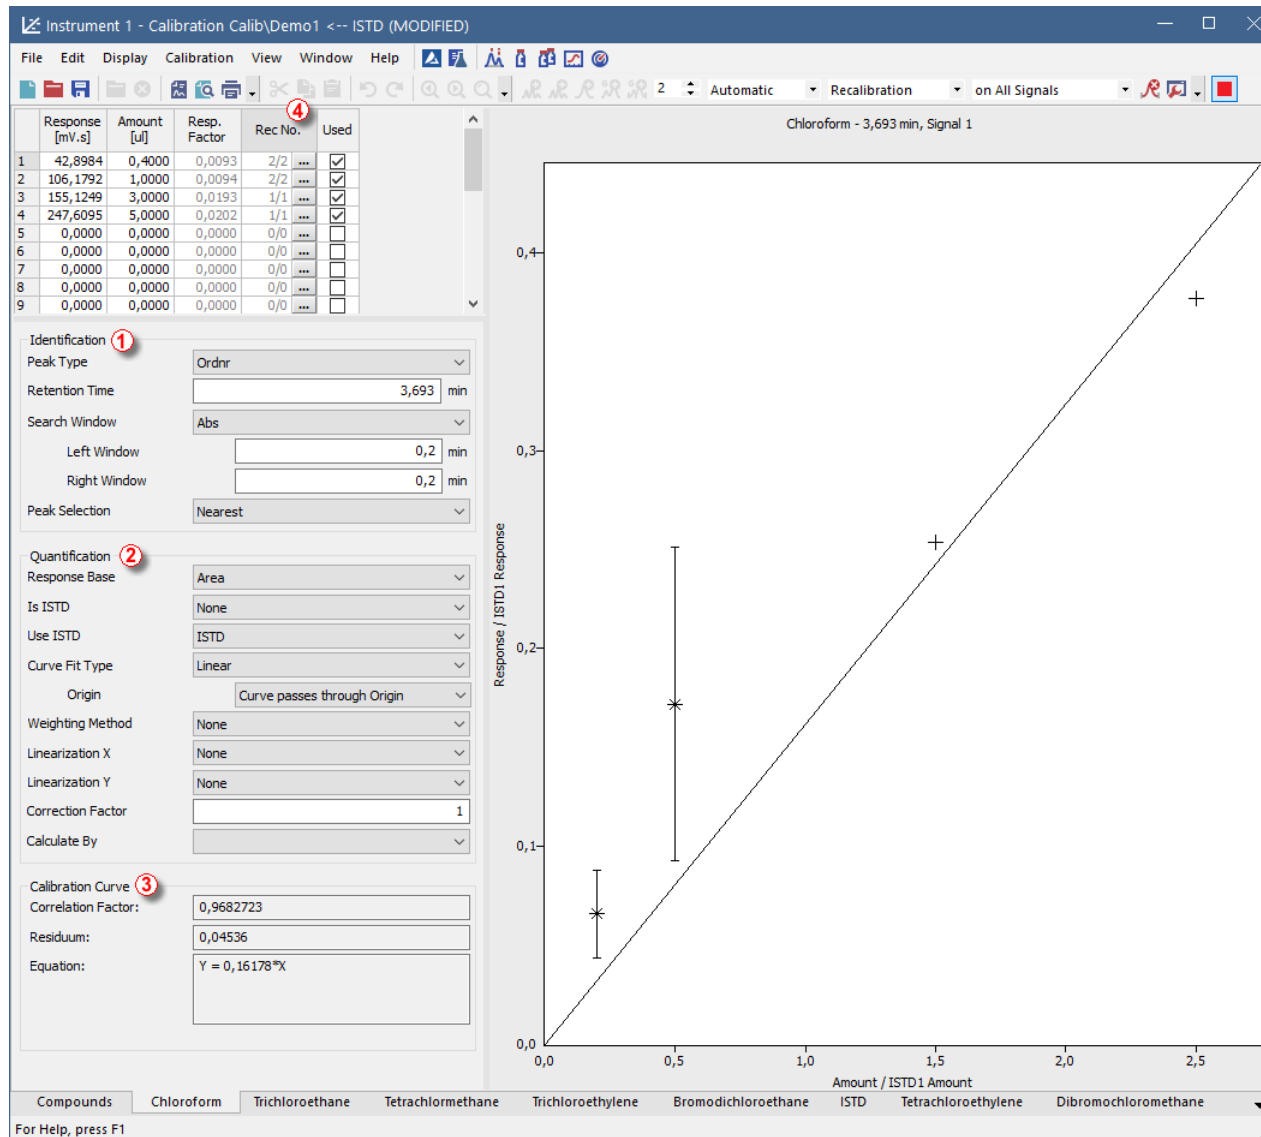 Instrument 1 - Calibration Calib\Demo1 <-- ISTD (MODIFIED)
File Edit Display Calibration View Window Help
2 Automatic Recalibration on All Signals
4
Response [mV.s] Amount [ul] Resp. Factor Rec No. Used
1 42,8984 0,4000 0,0093 2/2 ...
2 106,1792 1,0000 0,0094 2/2 ...
3 155,1249 3,0000 0,0193 1/1 ...
4 247,6095 5,0000 0,0202 1/1 ...
5 0,0000 0,0000 0,0000 0/0 ...
6 0,0000 0,0000 0,0000 0/0 ...
7 0,0000 0,0000 0,0000 0/0 ...
8 0,0000 0,0000 0,0000 0/0 ...
9 0,0000 0,0000 0,0000 0/0 ...
Identification 1
Peak Type Ordnr
Retention Time 3,693 min
Search Window Abs
Left Window 0,2 min
Right Window 0,2 min
Peak Selection Nearest
Quantification 2
Response Base Area
Is ISTD None
Use ISTD ISTD
Curve Fit Type Linear
Origin Curve passes through Origin
Weighting Method None
Linearization X None
Linearization Y None
Correction Factor 1
Calculate By
Calibration Curve 3
Correlation Factor: 0,9682723
Residuum: 0,04536
Equation: Y = 0,16178*X
Chloroform - 3,693 min, Signal 1
0,4
0,3
0,2
0,1
0,0
Response / ISTD1 Response
0,0 0,5 1,0 1,5 2,0 2,5
Amount / ISTD1 Amount
Compounds Chloroform Trichloroethane Tetrachlormethane Trichloroethylene Bromodichloroethane ISTD Tetrachloroethylene Dibromochloromethane
For Help, press F1